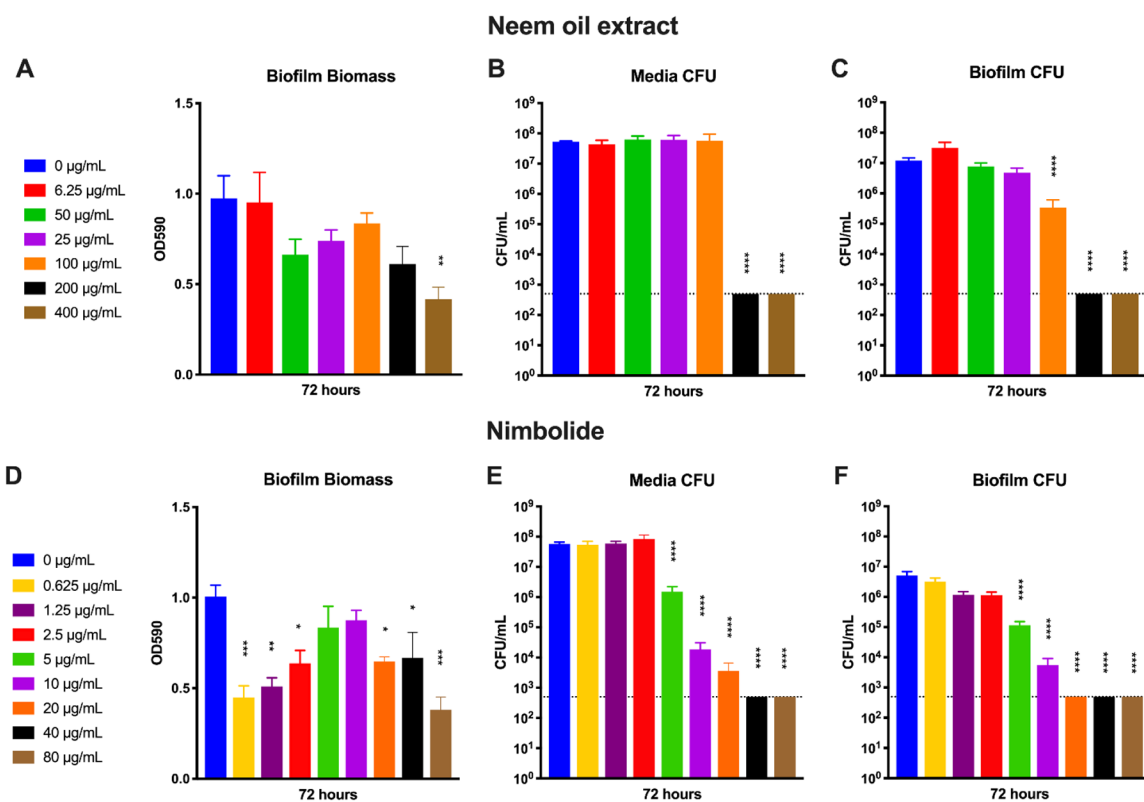 Neem oil extract
A
Biofilm Biomass
0 µg/mL
6.25 µg/mL
50 µg/mL
25 µg/mL
100 µg/mL
200 µg/mL
400 µg/mL
OD590
1.5
1.0
0.5
0.0
**
72 hours
B
Media CFU
CFU/mL
10⁹
10⁸
10⁷
10⁶
10⁵
10⁴
10³
10²
10¹
10⁰
****
****
72 hours
C
Biofilm CFU
CFU/mL
10⁹
10⁸
10⁷
10⁶
10⁵
10⁴
10³
10²
10¹
10⁰
****
****
****
72 hours
Nimbolide
D
Biofilm Biomass
0 µg/mL
0.625 µg/mL
1.25 µg/mL
2.5 µg/mL
5 µg/mL
10 µg/mL
20 µg/mL
40 µg/mL
80 µg/mL
OD590
1.5
1.0
0.5
0.0
***
**
*
*
*
***
72 hours
E
Media CFU
CFU/mL
10⁹
10⁸
10⁷
10⁶
10⁵
10⁴
10³
10²
10¹
10⁰
****
****
****
****
****
72 hours
F
Biofilm CFU
CFU/mL
10⁹
10⁸
10⁷
10⁶
10⁵
10⁴
10³
10²
10¹
10⁰
****
****
****
****
****
72 hours